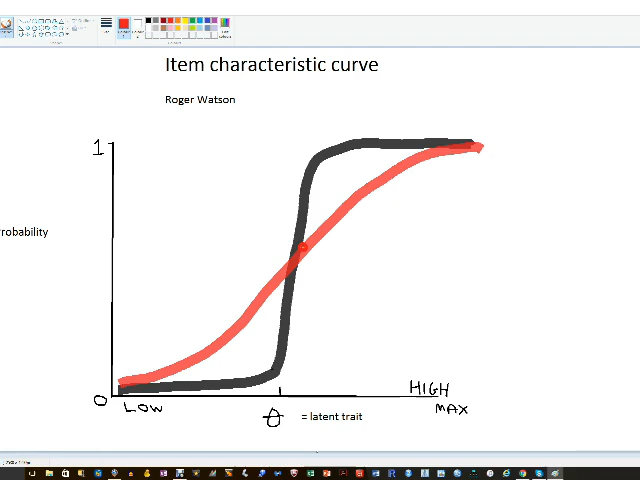 Item characteristic curve
Roger Watson
1
robability
0
LOW
HIGH
MAX
θ
= latent trait